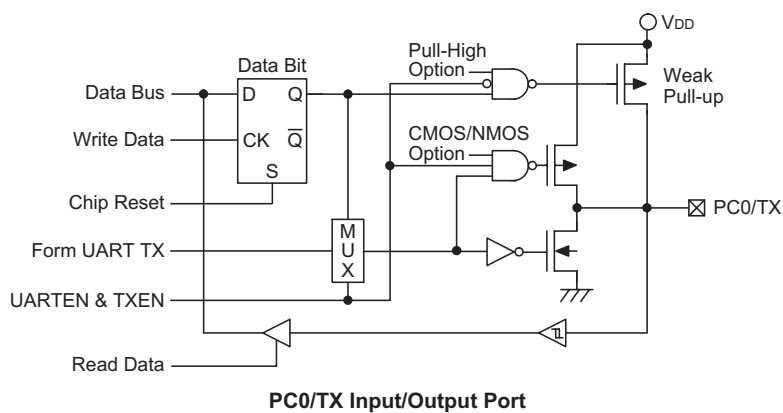 VDD
Pull-High
Option
Weak
Pull-up
Data Bit
Data Bus
D
Q
Write Data
CK
Q
S
CMOS/NMOS
Option
Chip Reset
PC0/TX
Form UART TX
M
U
X
UARTEN & TXEN
Read Data
PC0/TX Input/Output Port